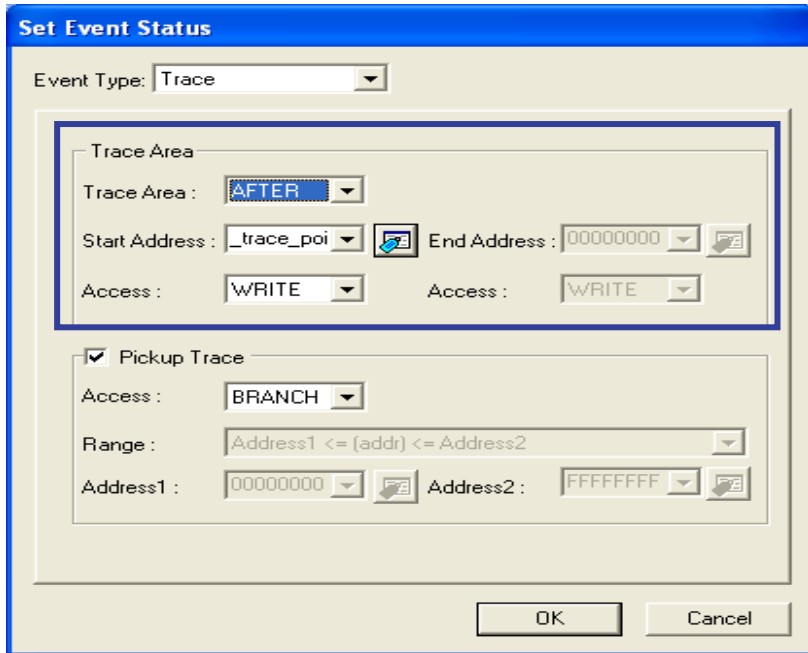 Set Event Status
Event Type: Trace
Trace Area
Trace Area : AFTER
Start Address : _trace_poi End Address : 00000000
Access : WRITE Access : WRITE
Pickup Trace
Access : BRANCH
Range : Address1 <= (addr) <= Address2
Address1 : 00000000 Address2 : FFFFFFFF
OK Cancel